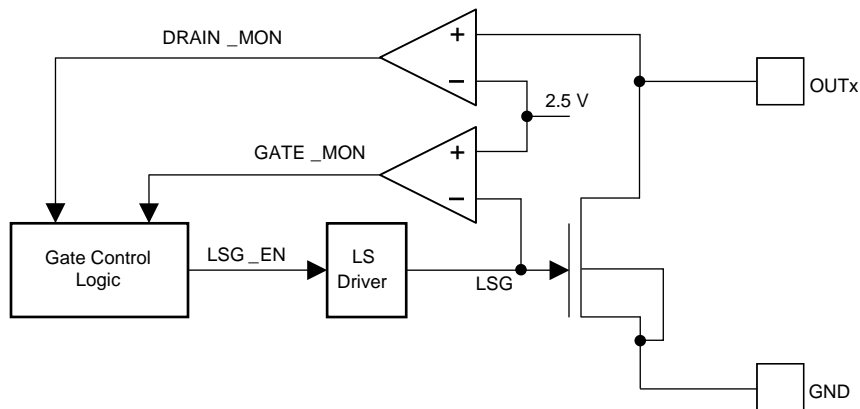 DRAIN _MON
+
−
OUTx
2.5 V
GATE _MON
+
−
Gate Control
Logic
LSG _EN
LS
Driver
LSG
GND